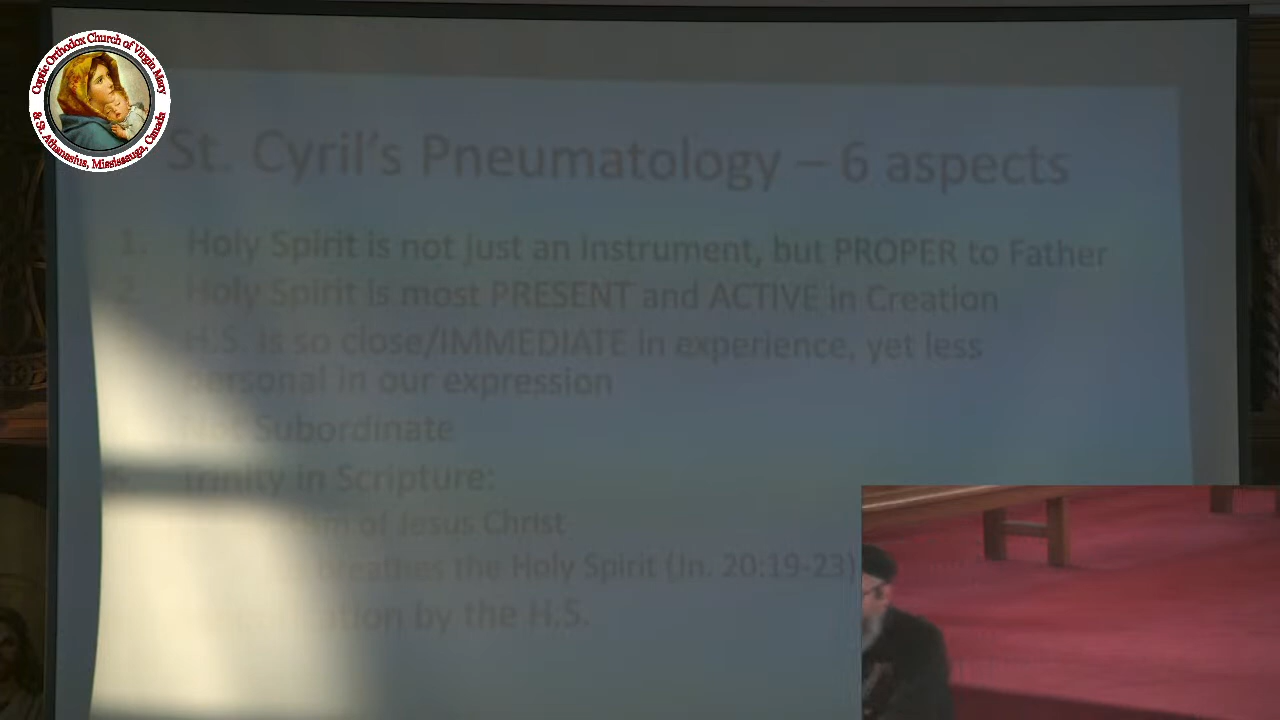 Coptic Orthodox Church of Virgin Mary
& St. Athanasius, Mississauga, Canada
St. Cyril's Pneumatology – 6 aspects
1. Holy Spirit is not just an instrument, but PROPER to Father
2. Holy Spirit is most PRESENT and ACTIVE in Creation
H.S. is so close/IMMEDIATE in experience, yet less
personal in our expression
Subordinate
Trinity in Scripture:
of Jesus Christ
breathes the Holy Spirit (Jn. 20:19-23)
by the H.S.